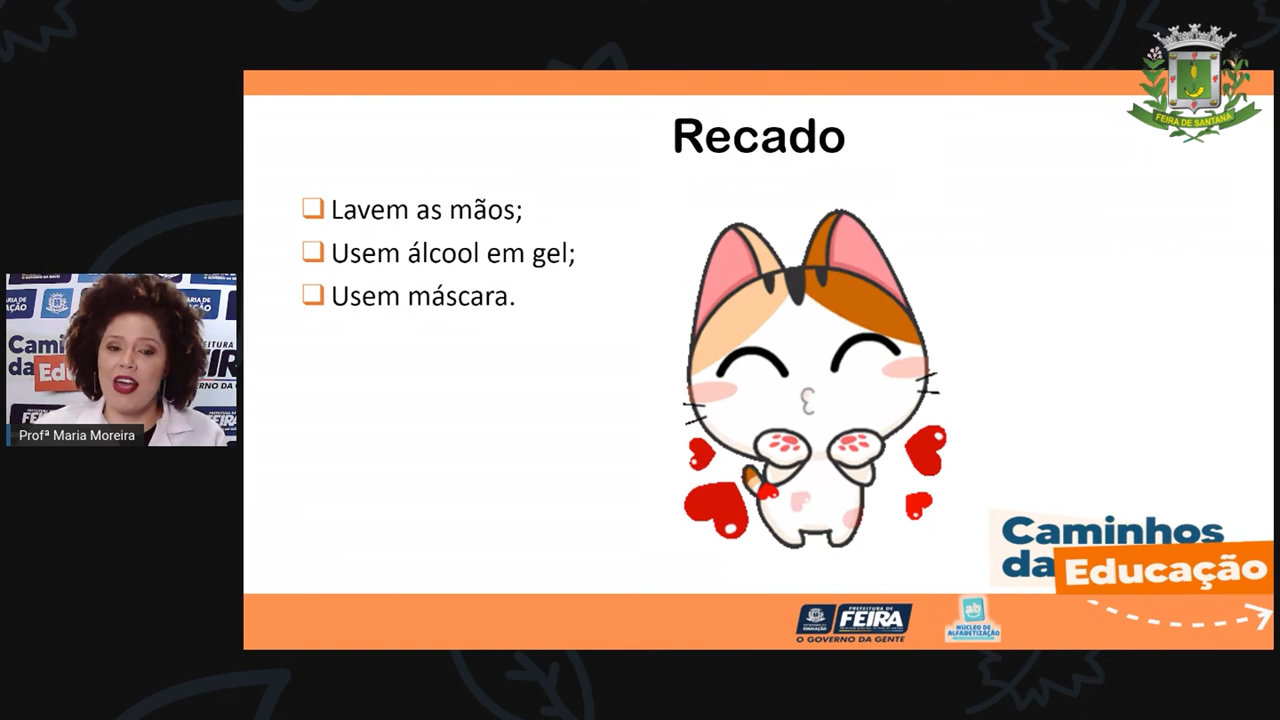 FEIRA DE SANTANA
Recado
Lavem as mãos;
Usem álcool em gel;
Usem máscara.
Profª Maria Moreira
Caminhos
da Educação
PREFEITURA DE
FEIRA
O GOVERNO DA GENTE
ab
NÚCLEO DE
ALFABETIZAÇÃO